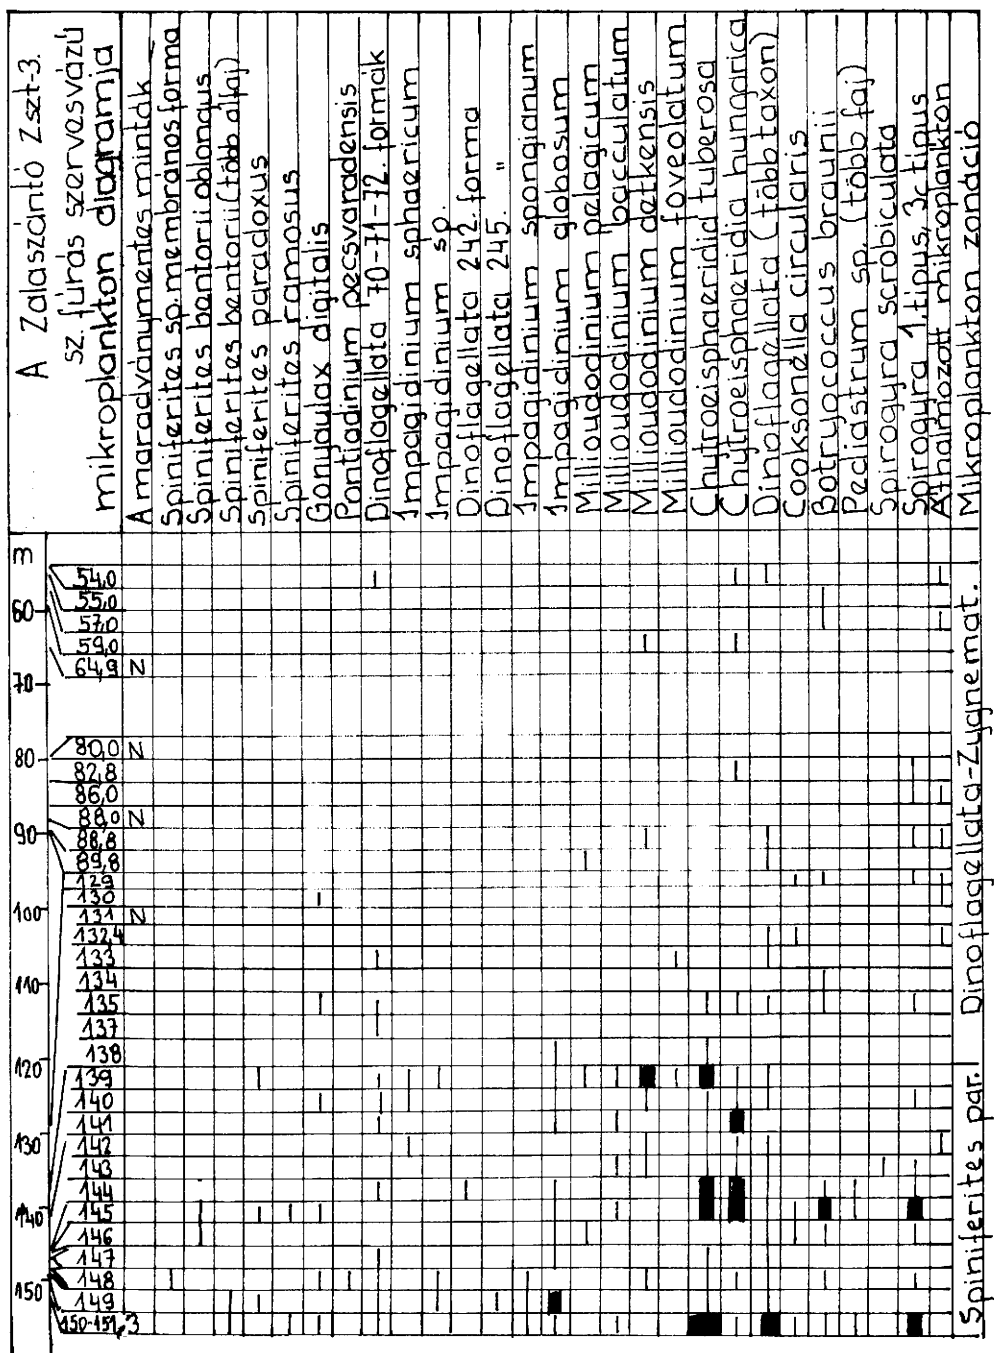 A Zalaszántó Zszt-3.
sz. fúrás szervesvázú
mikroplankton diagramja
A maradványmentes minták
Spiniferites sp. membrános forma
Spiniferites bentorii oblongus
Spiniferites bentorii (több alfaj)
Spiniferites paradoxus
Spiniferites ramosus
Gonyaulax digitalis
Pontiadinium pecsvaradensis
Dinoflagellata 70-71-72. formák
Impagidinium sphaericum
Impagidinium sp.
Dinoflagellata 242. forma
Dinoflagellata 245. "
Impagidinium spongianum
Impagidinium globosum
Millioudodinium pelagicum
Millioudodinium bacculatum
Millioudodinium detkensis
Millioudodinium foveolatum
Chytroeisphaeridia tuberosa
Chytroeisphaeridia hungarica
Dinoflagellata (több taxon)
Cooksonella circularis
Botryococcus braunii
Pediastrum sp. (több faj)
Spirogyra scrobiculata
Spirogyra 1. tipus, 3c tipus
Áthalmozott mikroplankton
Mikroplankton zonáció
m
54,0
55,0
60
57,0
59,0
64,9 N
70
80,0 N
80
82,8
86,0
88,0 N
90
88,8
89,8
129
130
100
131 N
132,4
133
110
134
135
137
138
120
139
140
141
130
142
143
144
140
145
146
147
148
150
149
150-151,3
Dinoflagellata-Zygnemat.
Spiniferites par.